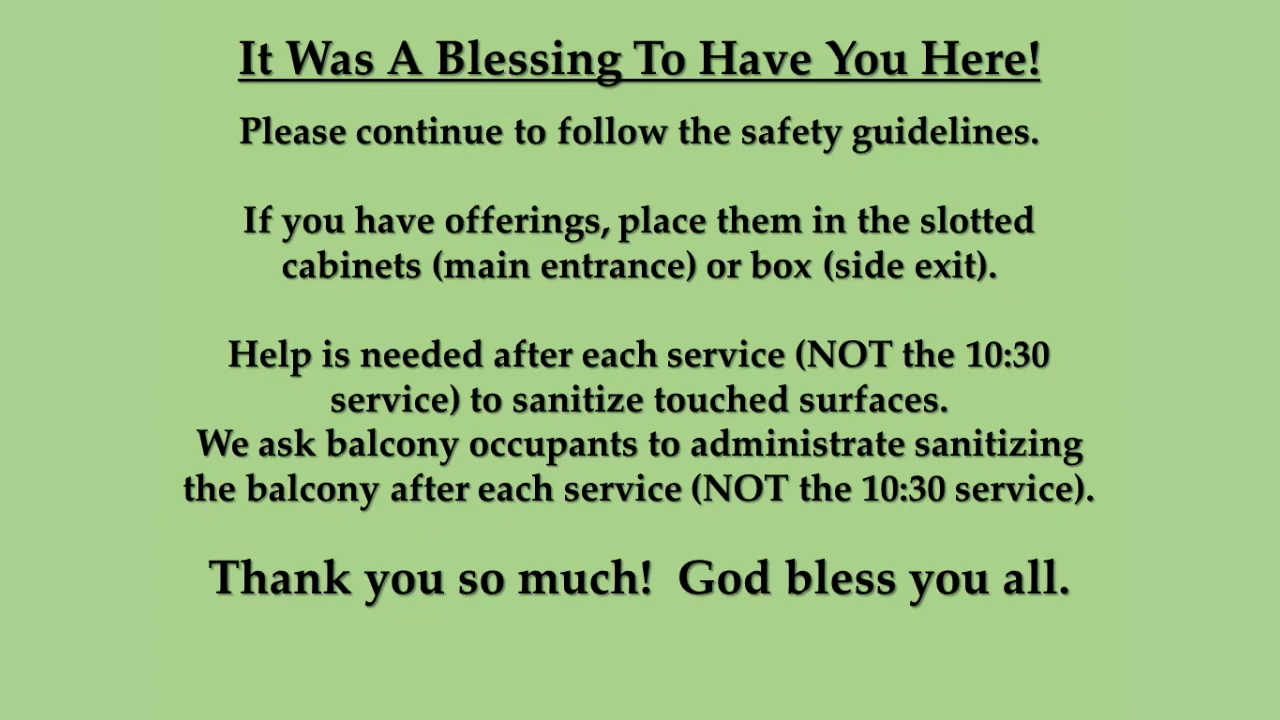 It Was A Blessing To Have You Here!
Please continue to follow the safety guidelines.
If you have offerings, place them in the slotted
cabinets (main entrance) or box (side exit).
Help is needed after each service (NOT the 10:30
service) to sanitize touched surfaces.
We ask balcony occupants to administrate sanitizing
the balcony after each service (NOT the 10:30 service).
Thank you so much!  God bless you all.